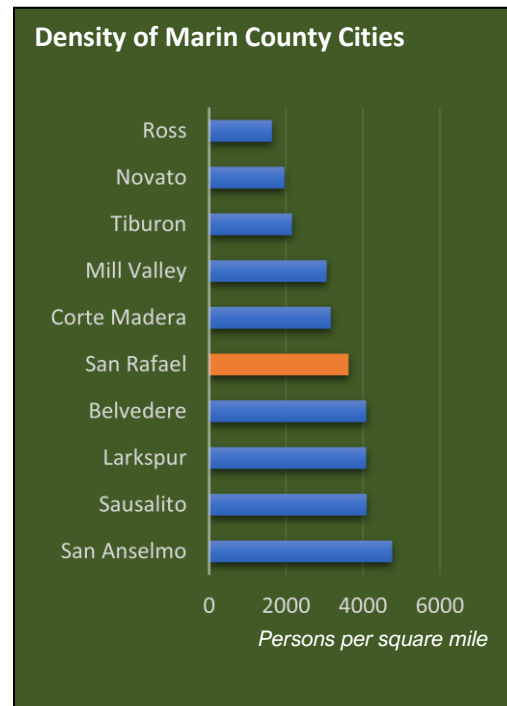 Density of Marin County Cities
Ross
Novato
Tiburon
Mill Valley
Corte Madera
San Rafael
Belvedere
Larkspur
Sausalito
San Anselmo
0 2000 4000 6000
Persons per square mile